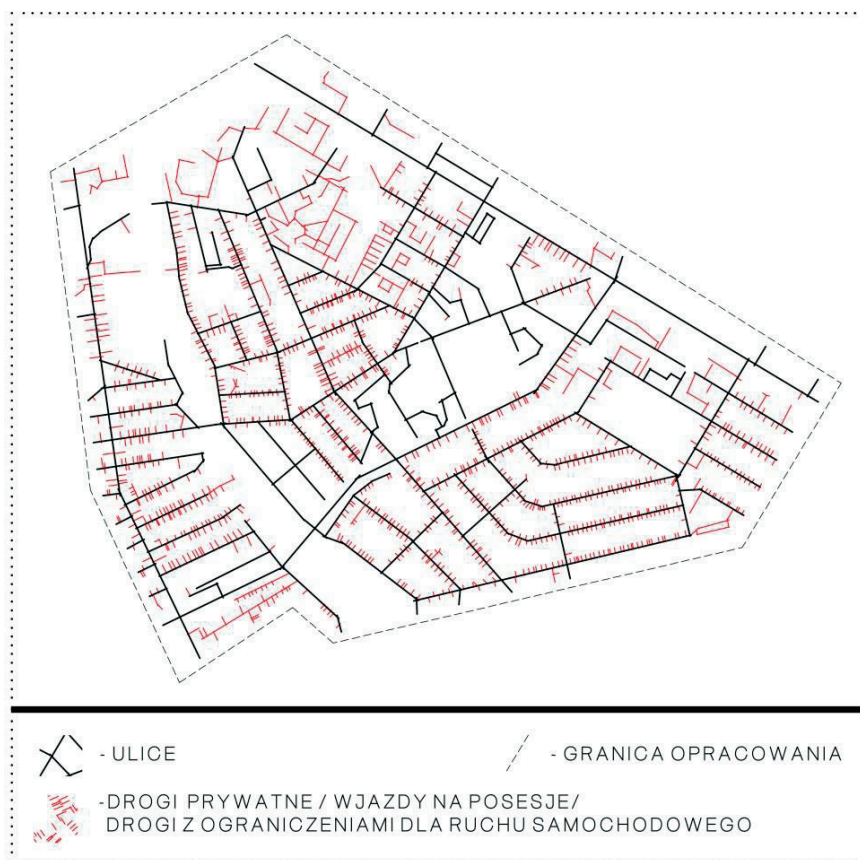 - ULICE
- GRANICA OPRACOWANIA
-DROGI PRYWATNE / WJAZDY NA POSESJE/
DROGI Z OGRANICZENIAMI DLA RUCHU SAMOCHODOWEGO